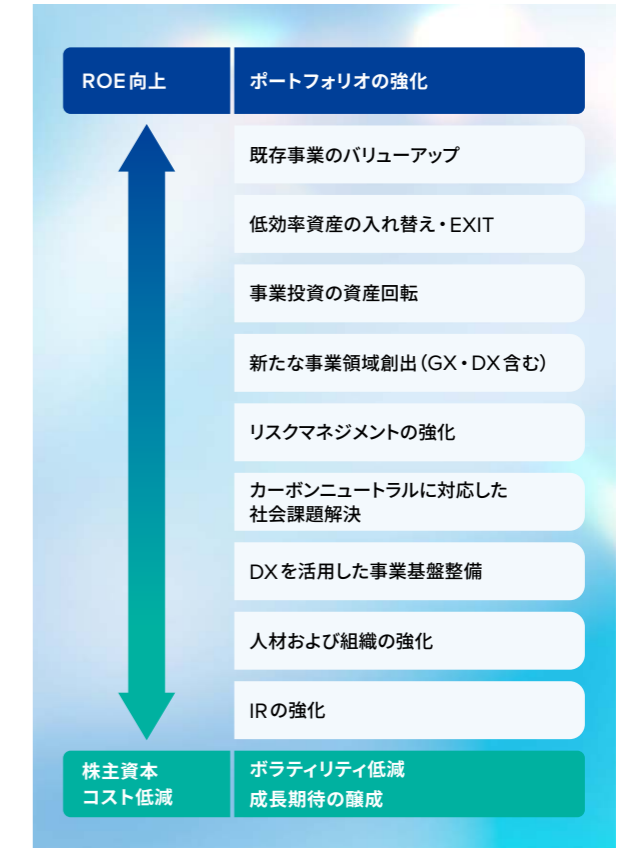 ROE向上
ポートフォリオの強化
既存事業のバリューアップ
低効率資産の入れ替え・EXIT
事業投資の資産回転
新たな事業領域創出（GX・DX含む）
リスクマネジメントの強化
カーボンニュートラルに対応した
社会課題解決
DXを活用した事業基盤整備
人材および組織の強化
IRの強化
株主資本
コスト低減
ボラティリティ低減
成長期待の醸成